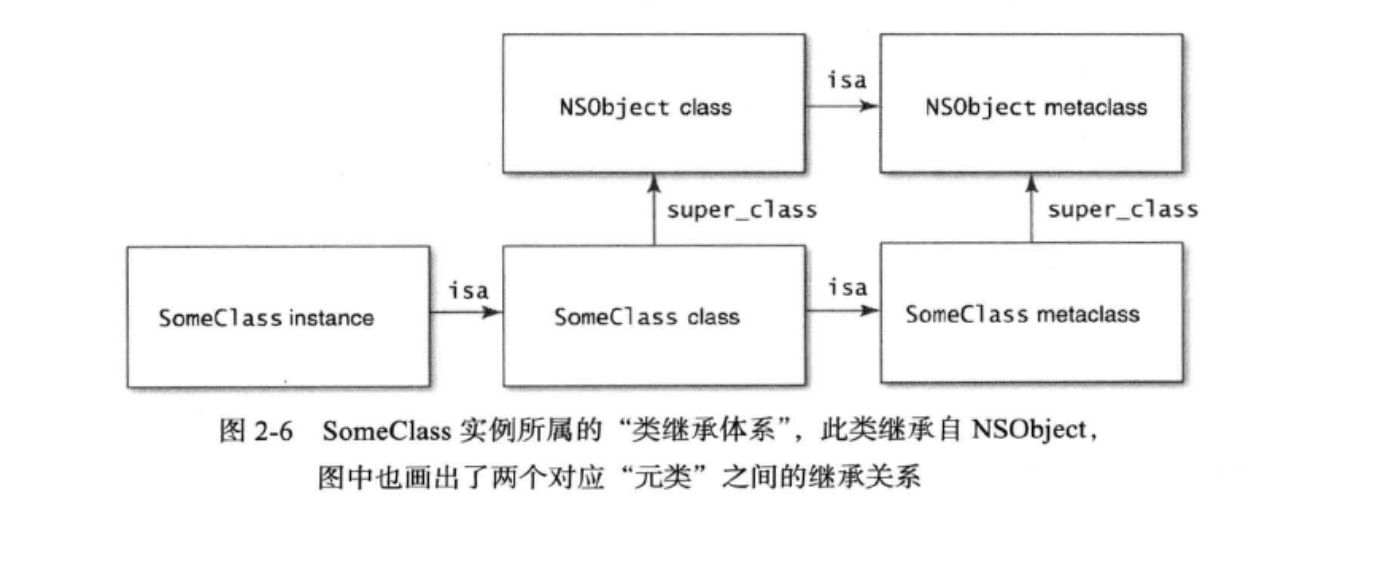 NSObject class
isa
NSObject metaclass
super_class
super_class
SomeClass instance
isa
SomeClass class
isa
SomeClass metaclass
图 2-6 SomeClass 实例所属的“类继承体系”，此类继承自 NSObject，
图中也画出了两个对应“元类”之间的继承关系